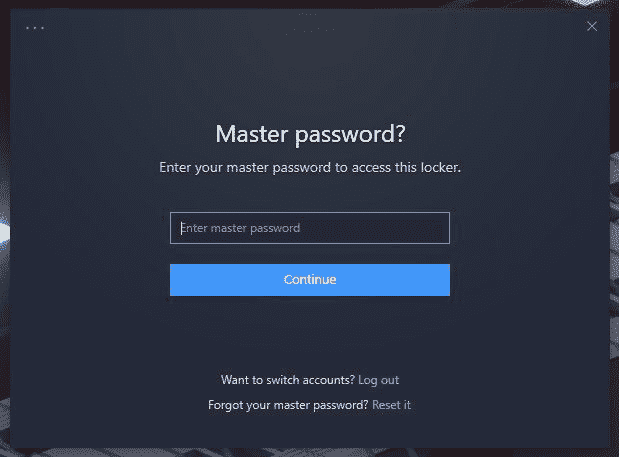 Master password?
Enter your master password to access this locker.
Enter master password
Continue
Want to switch accounts? Log out
Forgot your master password? Reset it